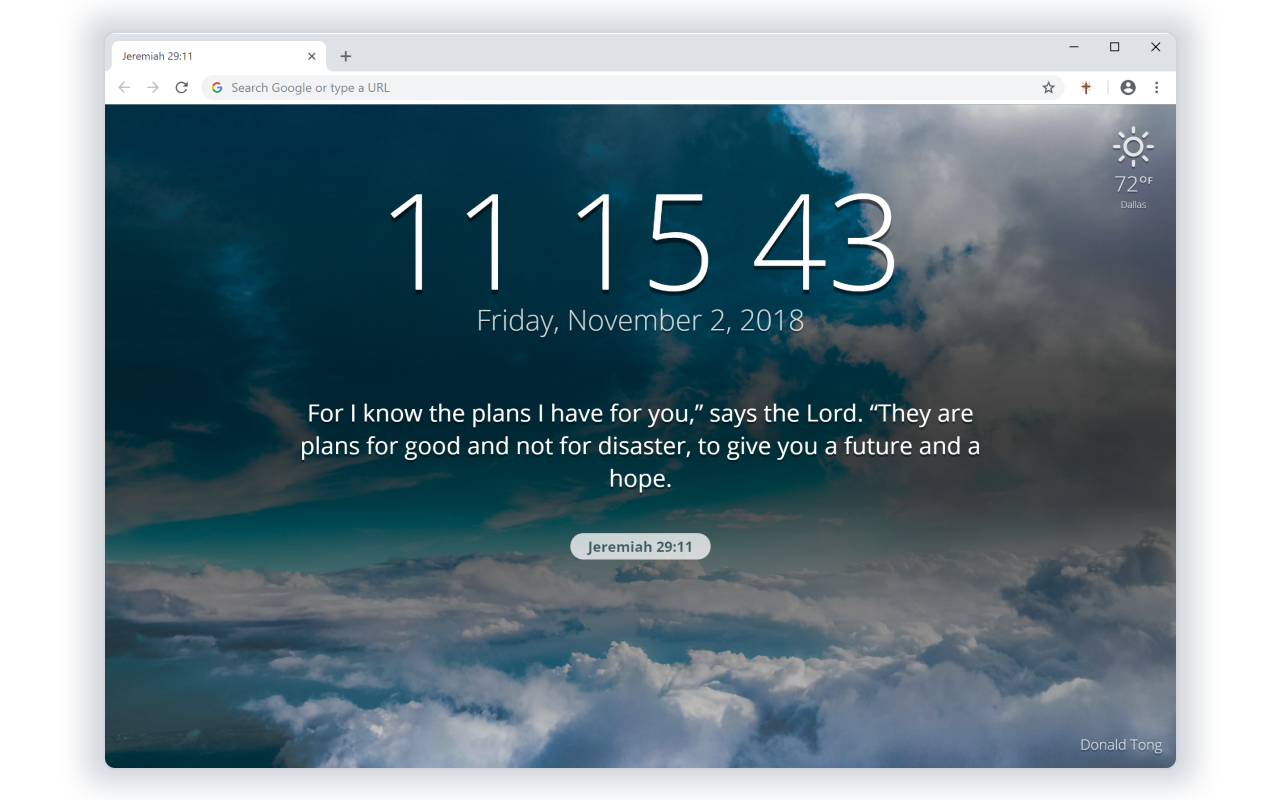 Jeremiah 29:11
Search Google or type a URL
72°F
Dallas
11 15 43
Friday, November 2, 2018
For I know the plans I have for you,” says the Lord. “They are
plans for good and not for disaster, to give you a future and a
hope.
Jeremiah 29:11
Donald Tong